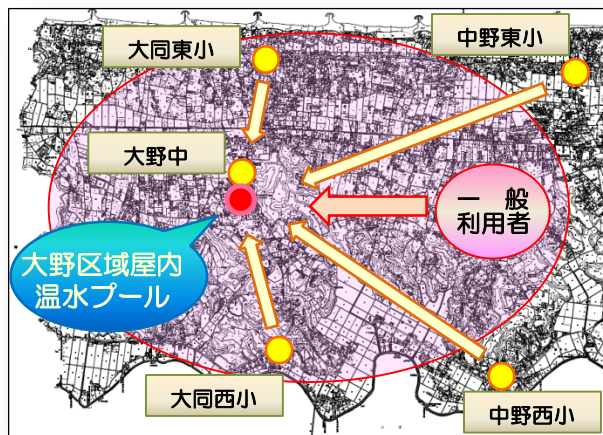 大同東小
中野東小
大野中
一　般
利用者
大野区域屋内
温水プール
大同西小
中野西小